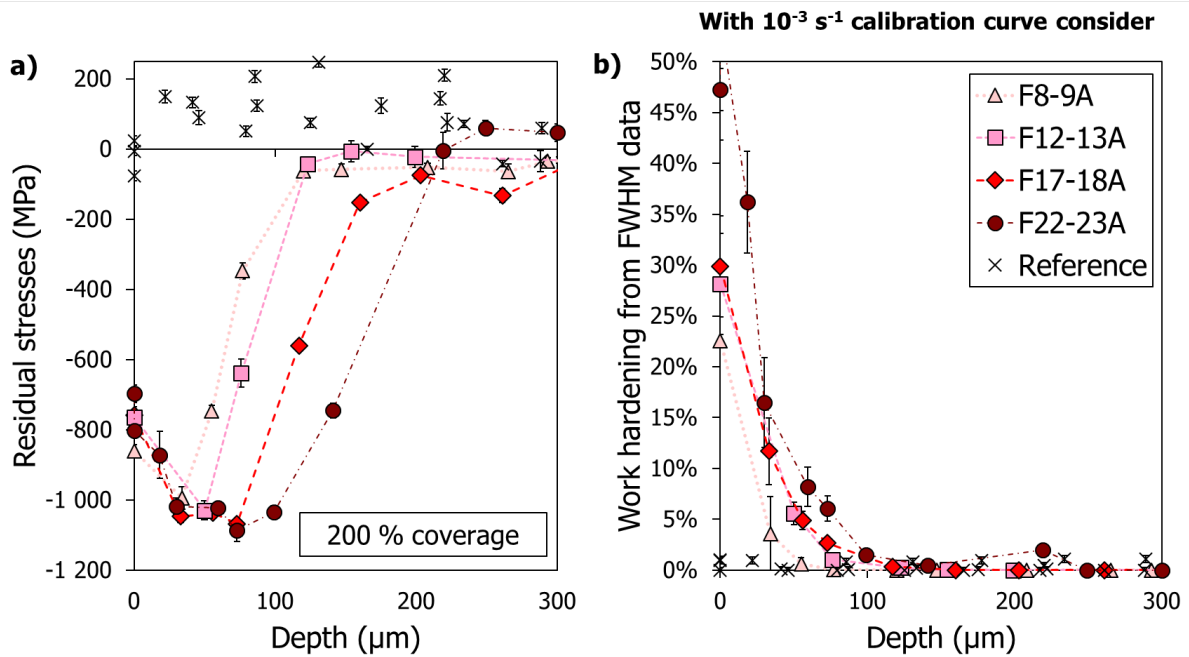 With 10⁻³ s⁻¹ calibration curve consider
a)
200
0
-200
-400
-600
-800
-1 000
-1 200
Residual stresses (MPa)
200 % coverage
0
100
200
300
Depth (µm)
b)
50%
45%
40%
35%
30%
25%
20%
15%
10%
5%
0%
Work hardening from FWHM data
F8-9A
F12-13A
F17-18A
F22-23A
Reference
0
100
200
300
Depth (µm)